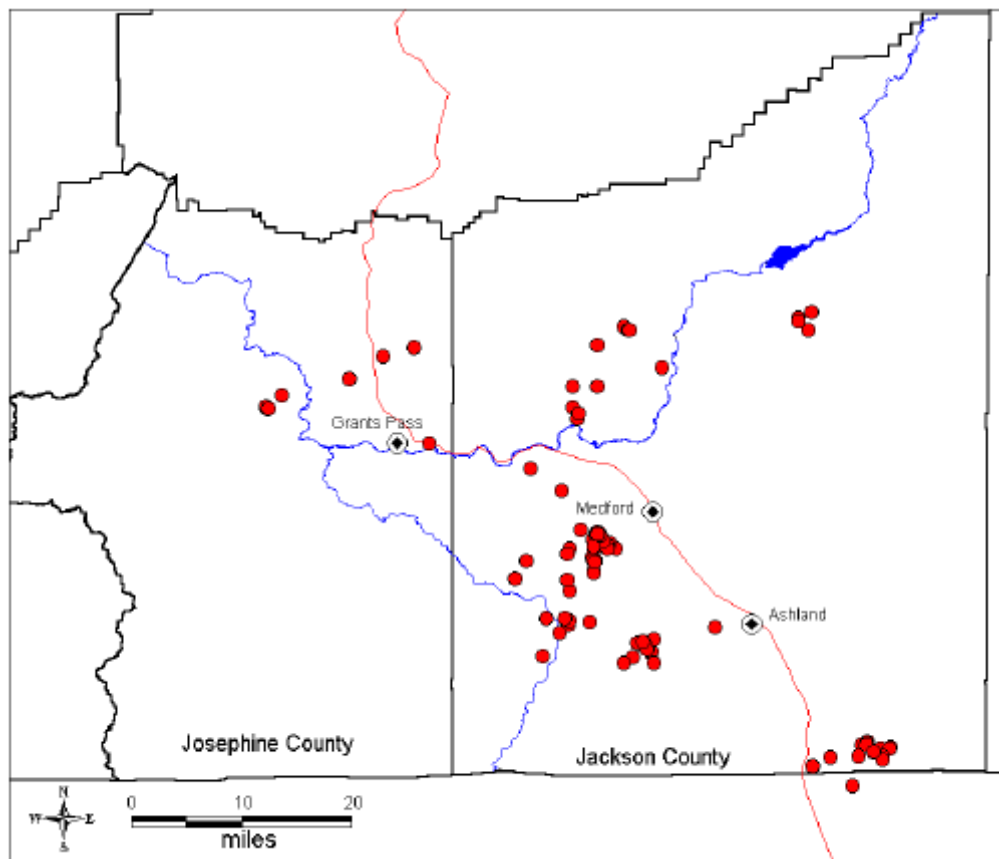 Grants Pass
Medford
Ashland
Josephine County
Jackson County
N
W E
S
0 10 20
miles